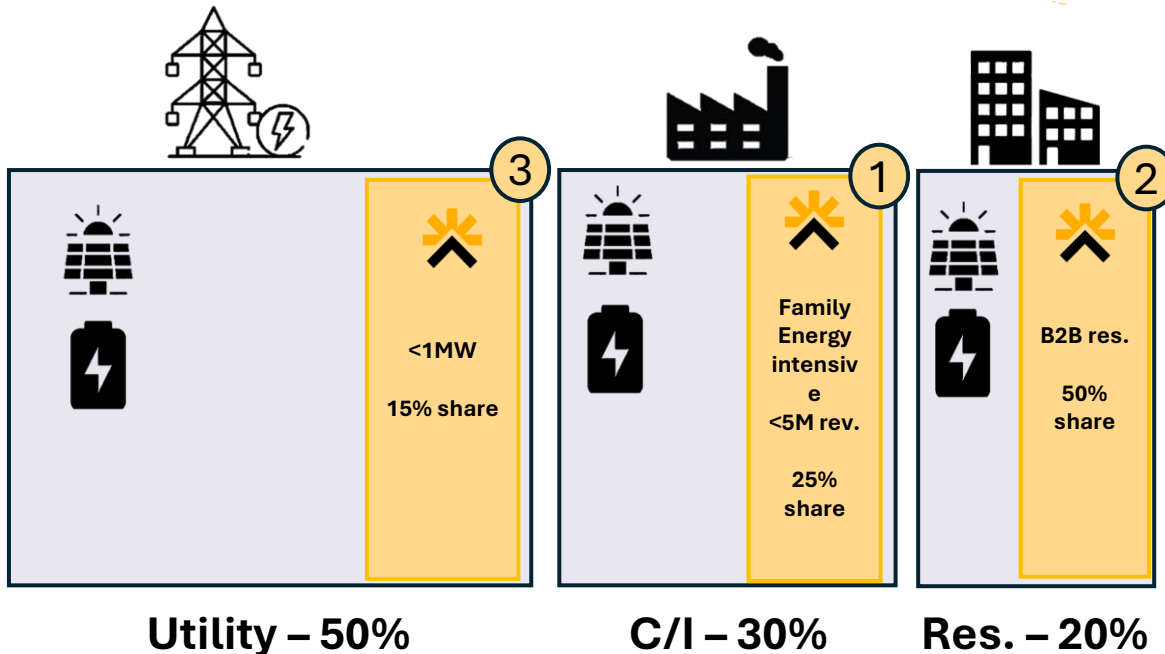 3
<1MW
15% share
1
Family
Energy
intensiv
e
<5M rev.
25%
share
2
B2B res.
50%
share
Utility – 50%
C/I – 30%
Res. – 20%